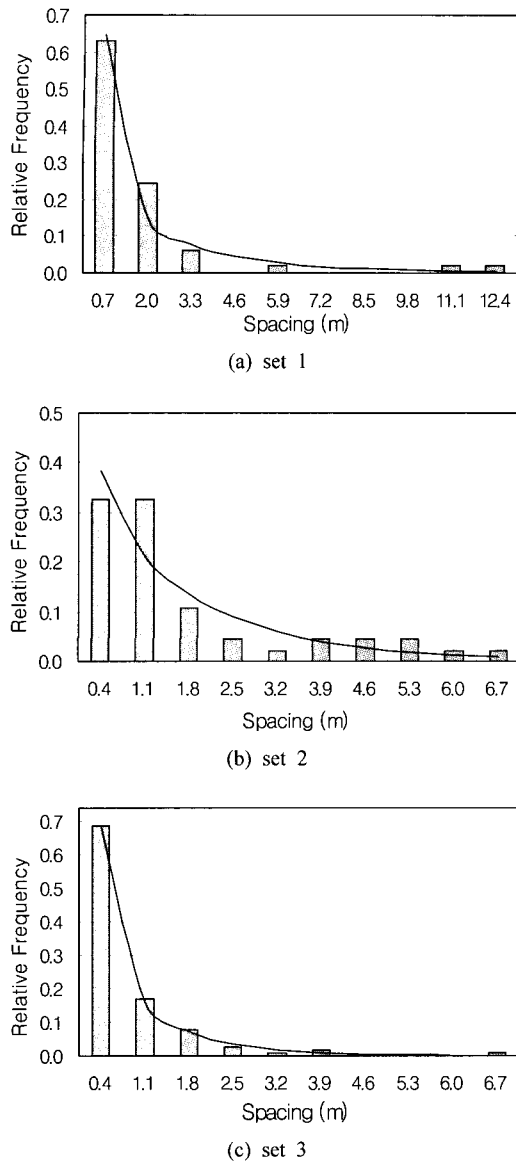 0.7
0.6
0.5
0.4
0.3
0.2
0.1
0.0
Relative Frequency
0.7 2.0 3.3 4.6 5.9 7.2 8.5 9.8 11.1 12.4
Spacing (m)
(a) set 1
0.5
0.4
0.3
0.2
0.1
0.0
Relative Frequency
0.4 1.1 1.8 2.5 3.2 3.9 4.6 5.3 6.0 6.7
Spacing (m)
(b) set 2
0.7
0.6
0.5
0.4
0.3
0.2
0.1
0.0
Relative Frequency
0.4 1.1 1.8 2.5 3.2 3.9 4.6 5.3 6.0 6.7
Spacing (m)
(c) set 3